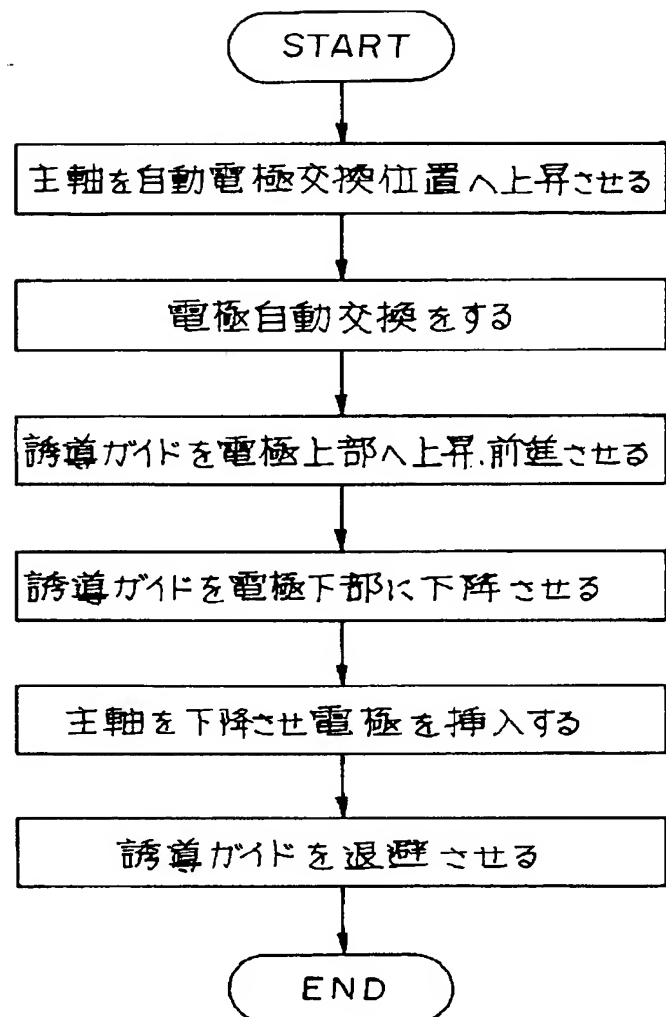 START
主軸を自動電極交換位置へ上昇させる
電極自動交換をする
誘導ガイドを電極上部へ上昇.前進させる
誘導ガイドを電極下部に下降させる
主軸を下降させ電極を挿入する
誘導ガイドを退避させる
END